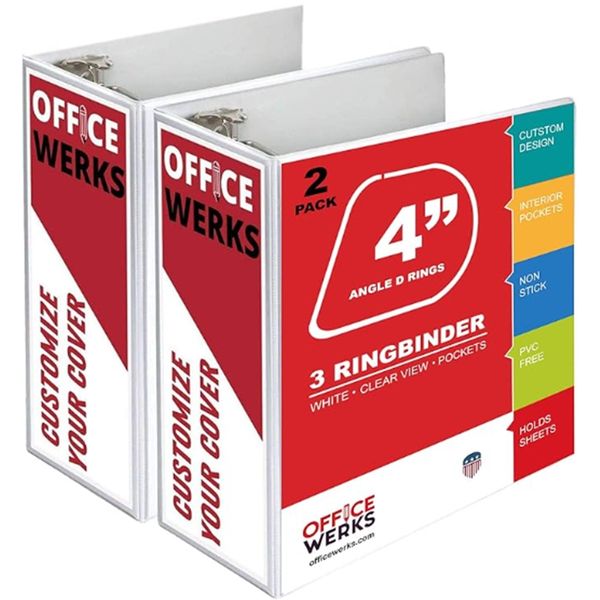 OFFICE
WERKS
CUSTOMIZE
YOUR COVER
OFFICE
WERKS
CUSTOMIZE
YOUR COVER
2
PACK
4”
ANGLE D RINGS
3 RINGBINDER
WHITE · CLEAR VIEW · POCKETS
OFFICE
WERKS
officewerks.com
CUTSTOM
DESIGN
INTERIOR
POCKETS
NON
STICK
PVC
FREE
HOLDS
SHEETS